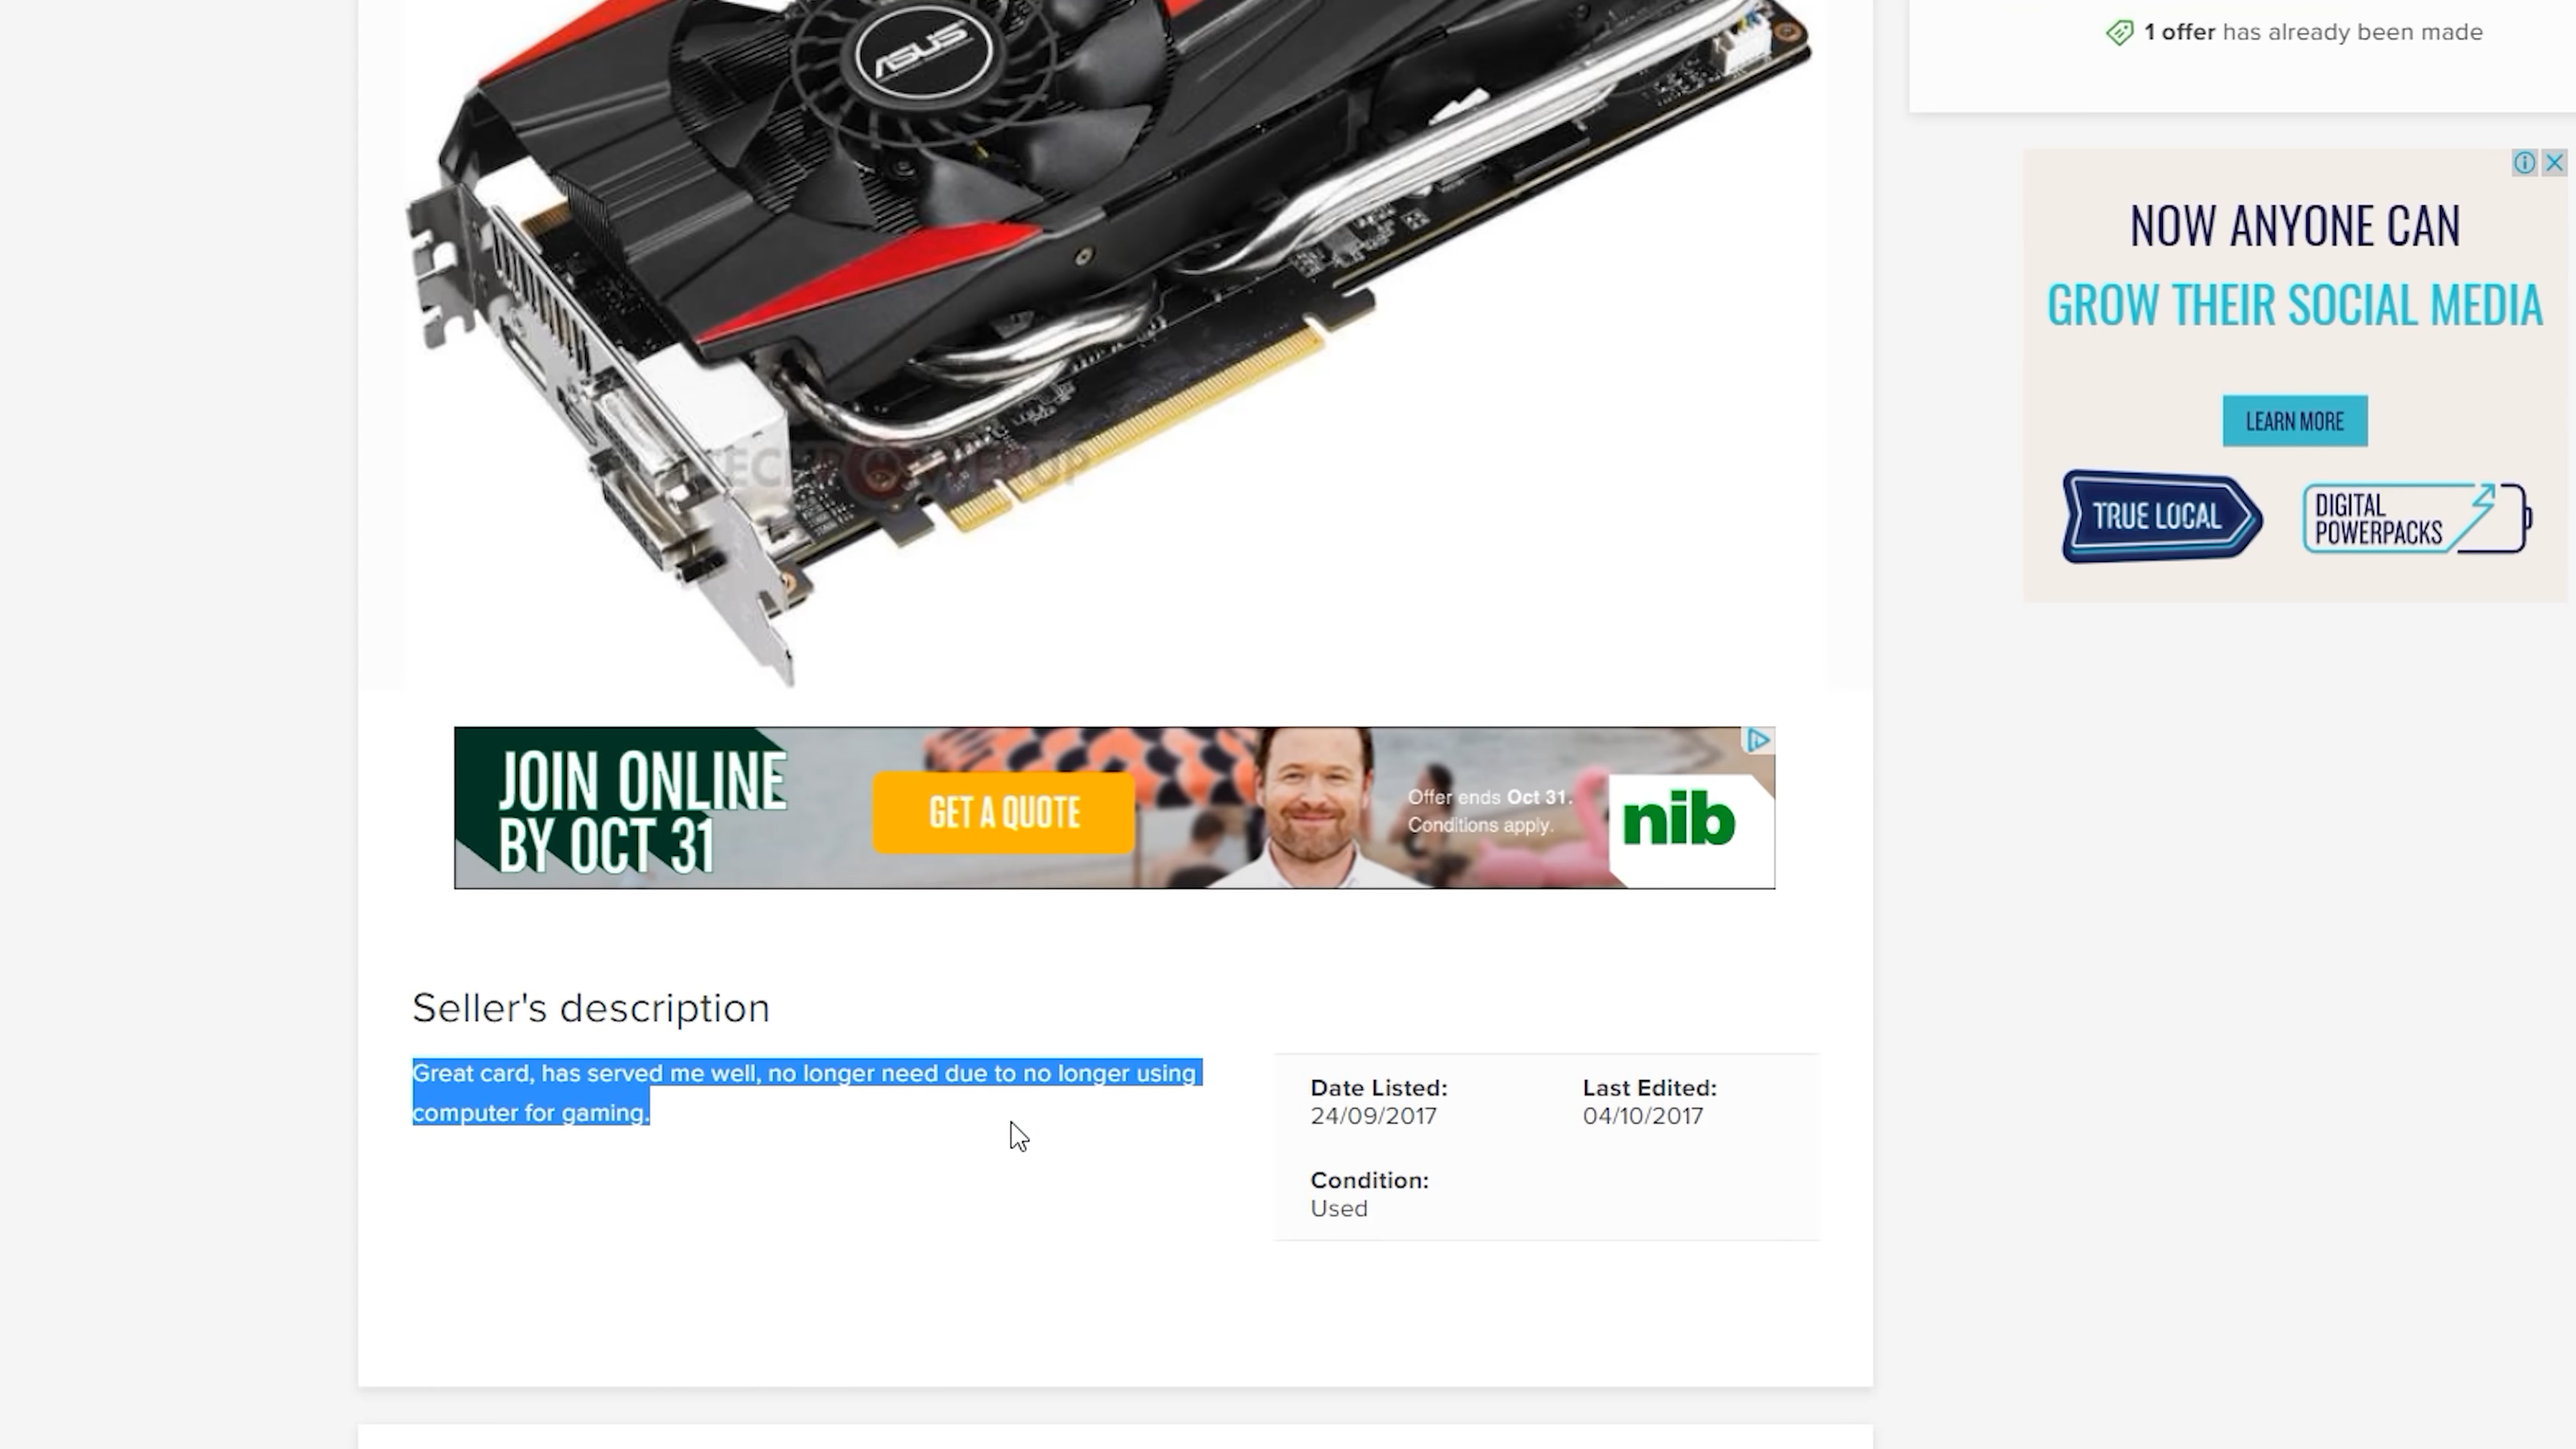 ASUS
1 offer has already been made
NOW ANYONE CAN
GROW THEIR SOCIAL MEDIA
LEARN MORE
TRUE LOCAL
DIGITAL
POWERPACKS
TECHPOWERUP
JOIN ONLINE
BY OCT 31
GET A QUOTE
Offer ends Oct 31.
Conditions apply.
nib
Seller's description
Great card, has served me well, no longer need due to no longer using
computer for gaming.
Date Listed:
24/09/2017
Last Edited:
04/10/2017
Condition:
Used